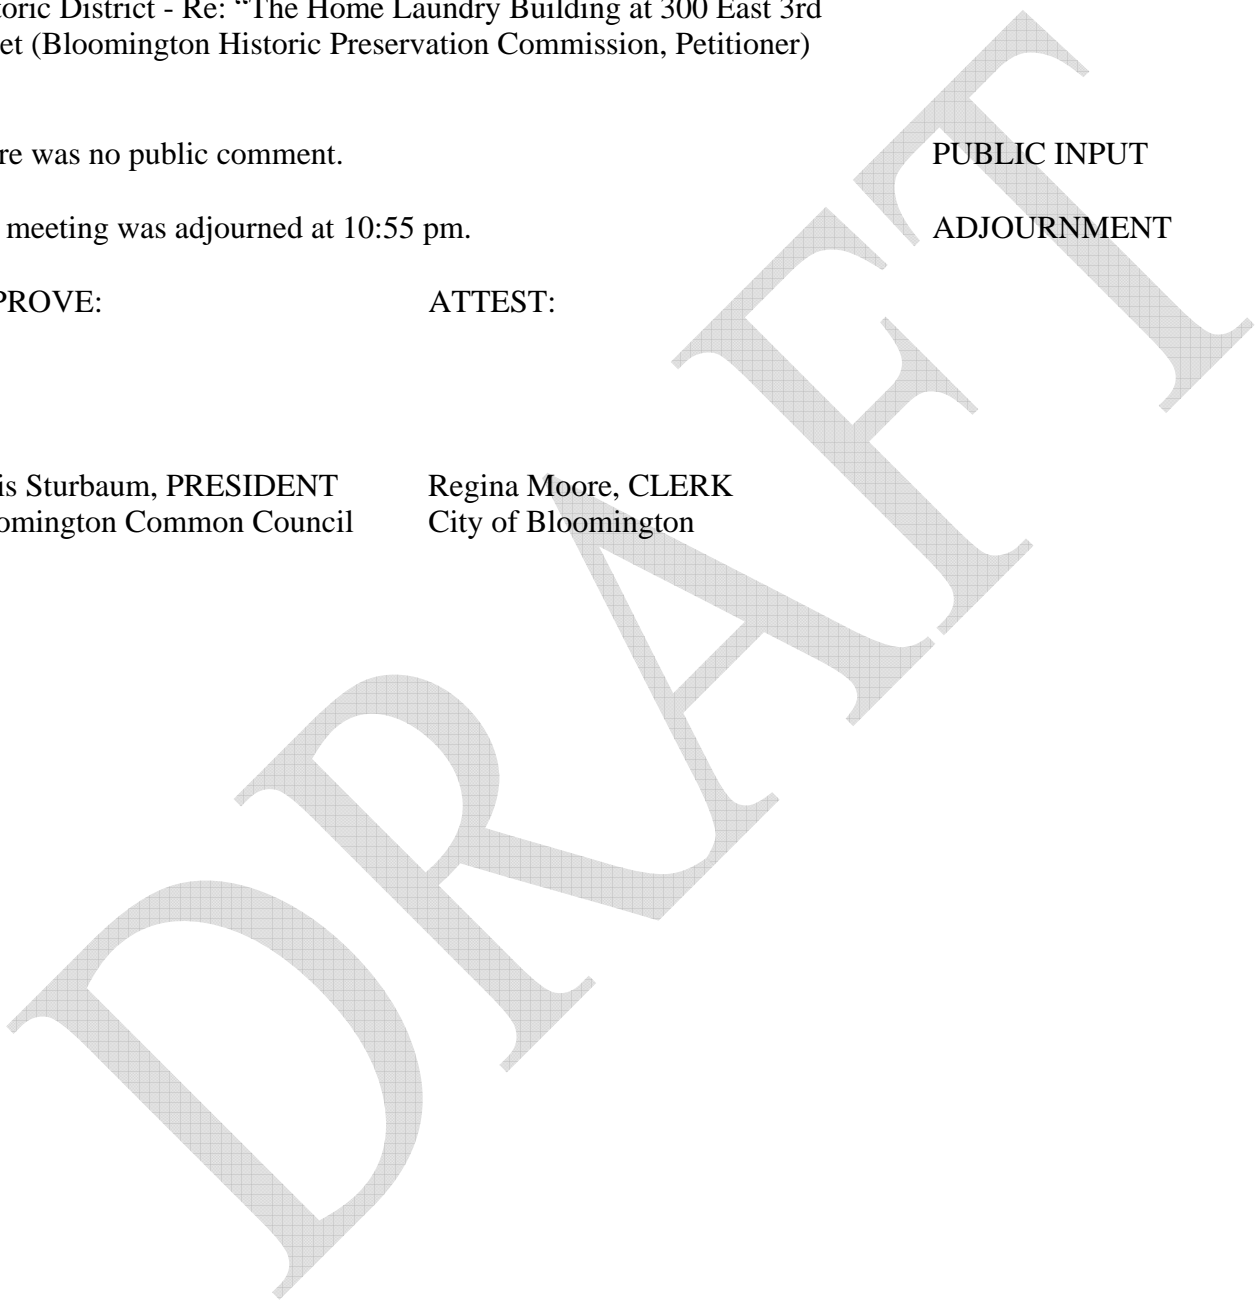 toric District - Re: “The Home Laundry Building at 300 East 3rd
et (Bloomington Historic Preservation Commission, Petitioner)
re was no public comment. PUBLIC INPUT
meeting was adjourned at 10:55 pm. ADJOURNMENT
PROVE: ATTEST:
is Sturbaum, PRESIDENT Regina Moore, CLERK
omington Common Council City of Bloomington
DRAFT